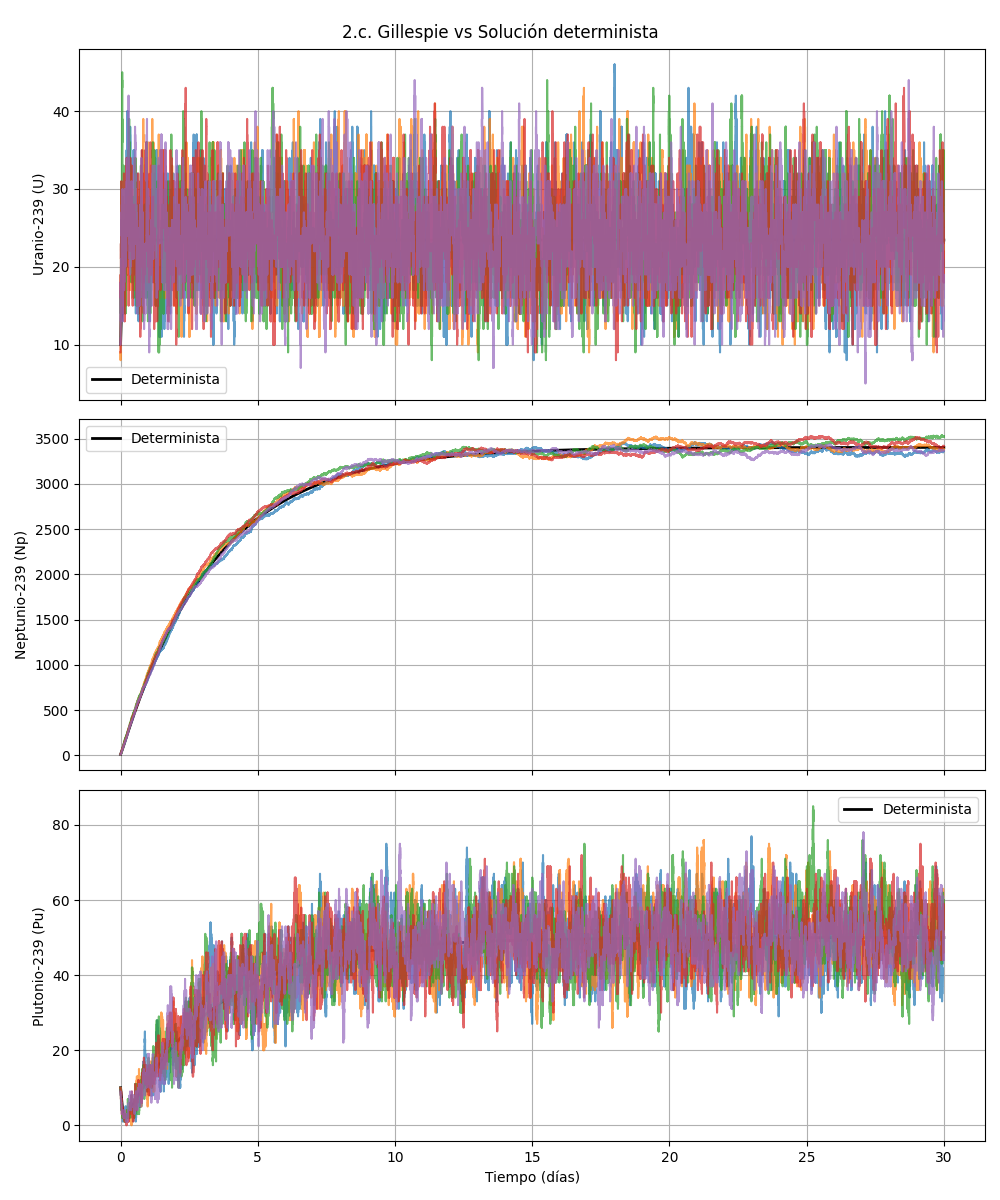 2.c. Gillespie vs Solución determinista
Uranio-239 (U)
40
30
20
10
Determinista
Neptunio-239 (Np)
3500
3000
2500
2000
1500
1000
500
0
Determinista
Plutonio-239 (Pu)
80
60
40
20
0
Determinista
0 5 10 15 20 25 30
Tiempo (días)